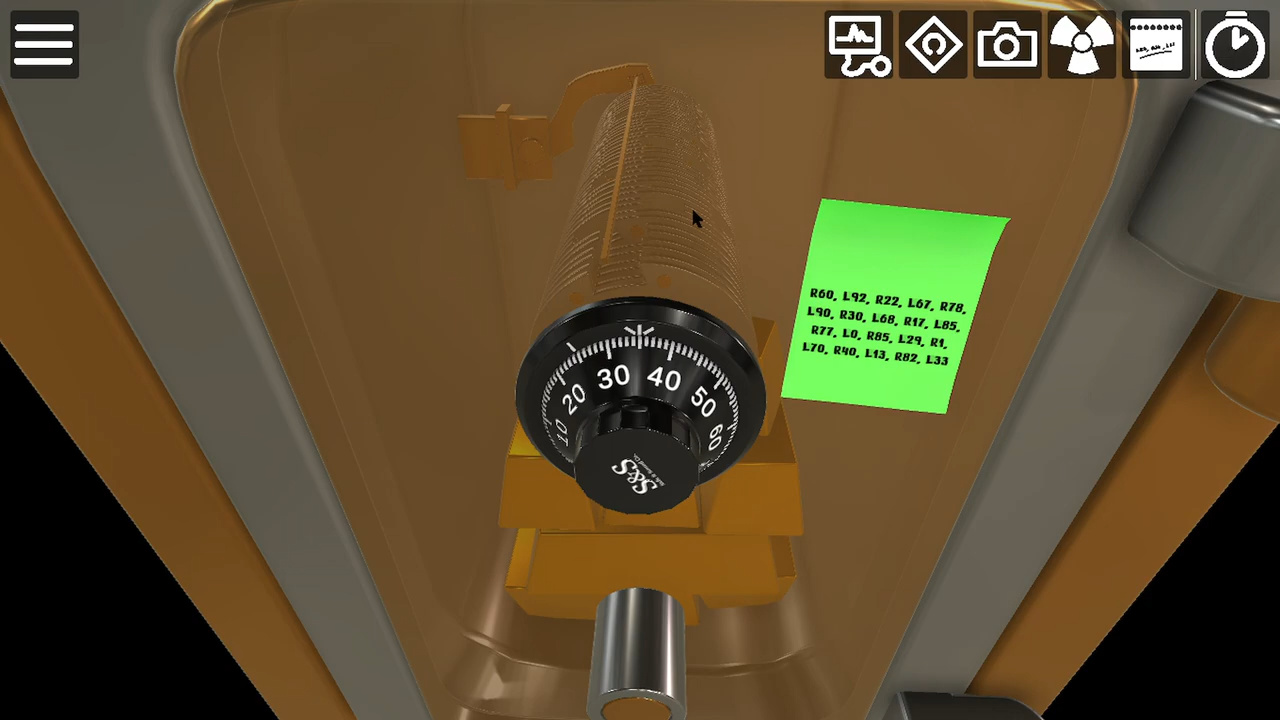 R60, L92, R22, L67, R78,
L90, R30, L68, R17, L85,
R77, L0, R85, L29, R1,
L70, R40, L13, R82, L33
10 20 30 40 50 60
S&S